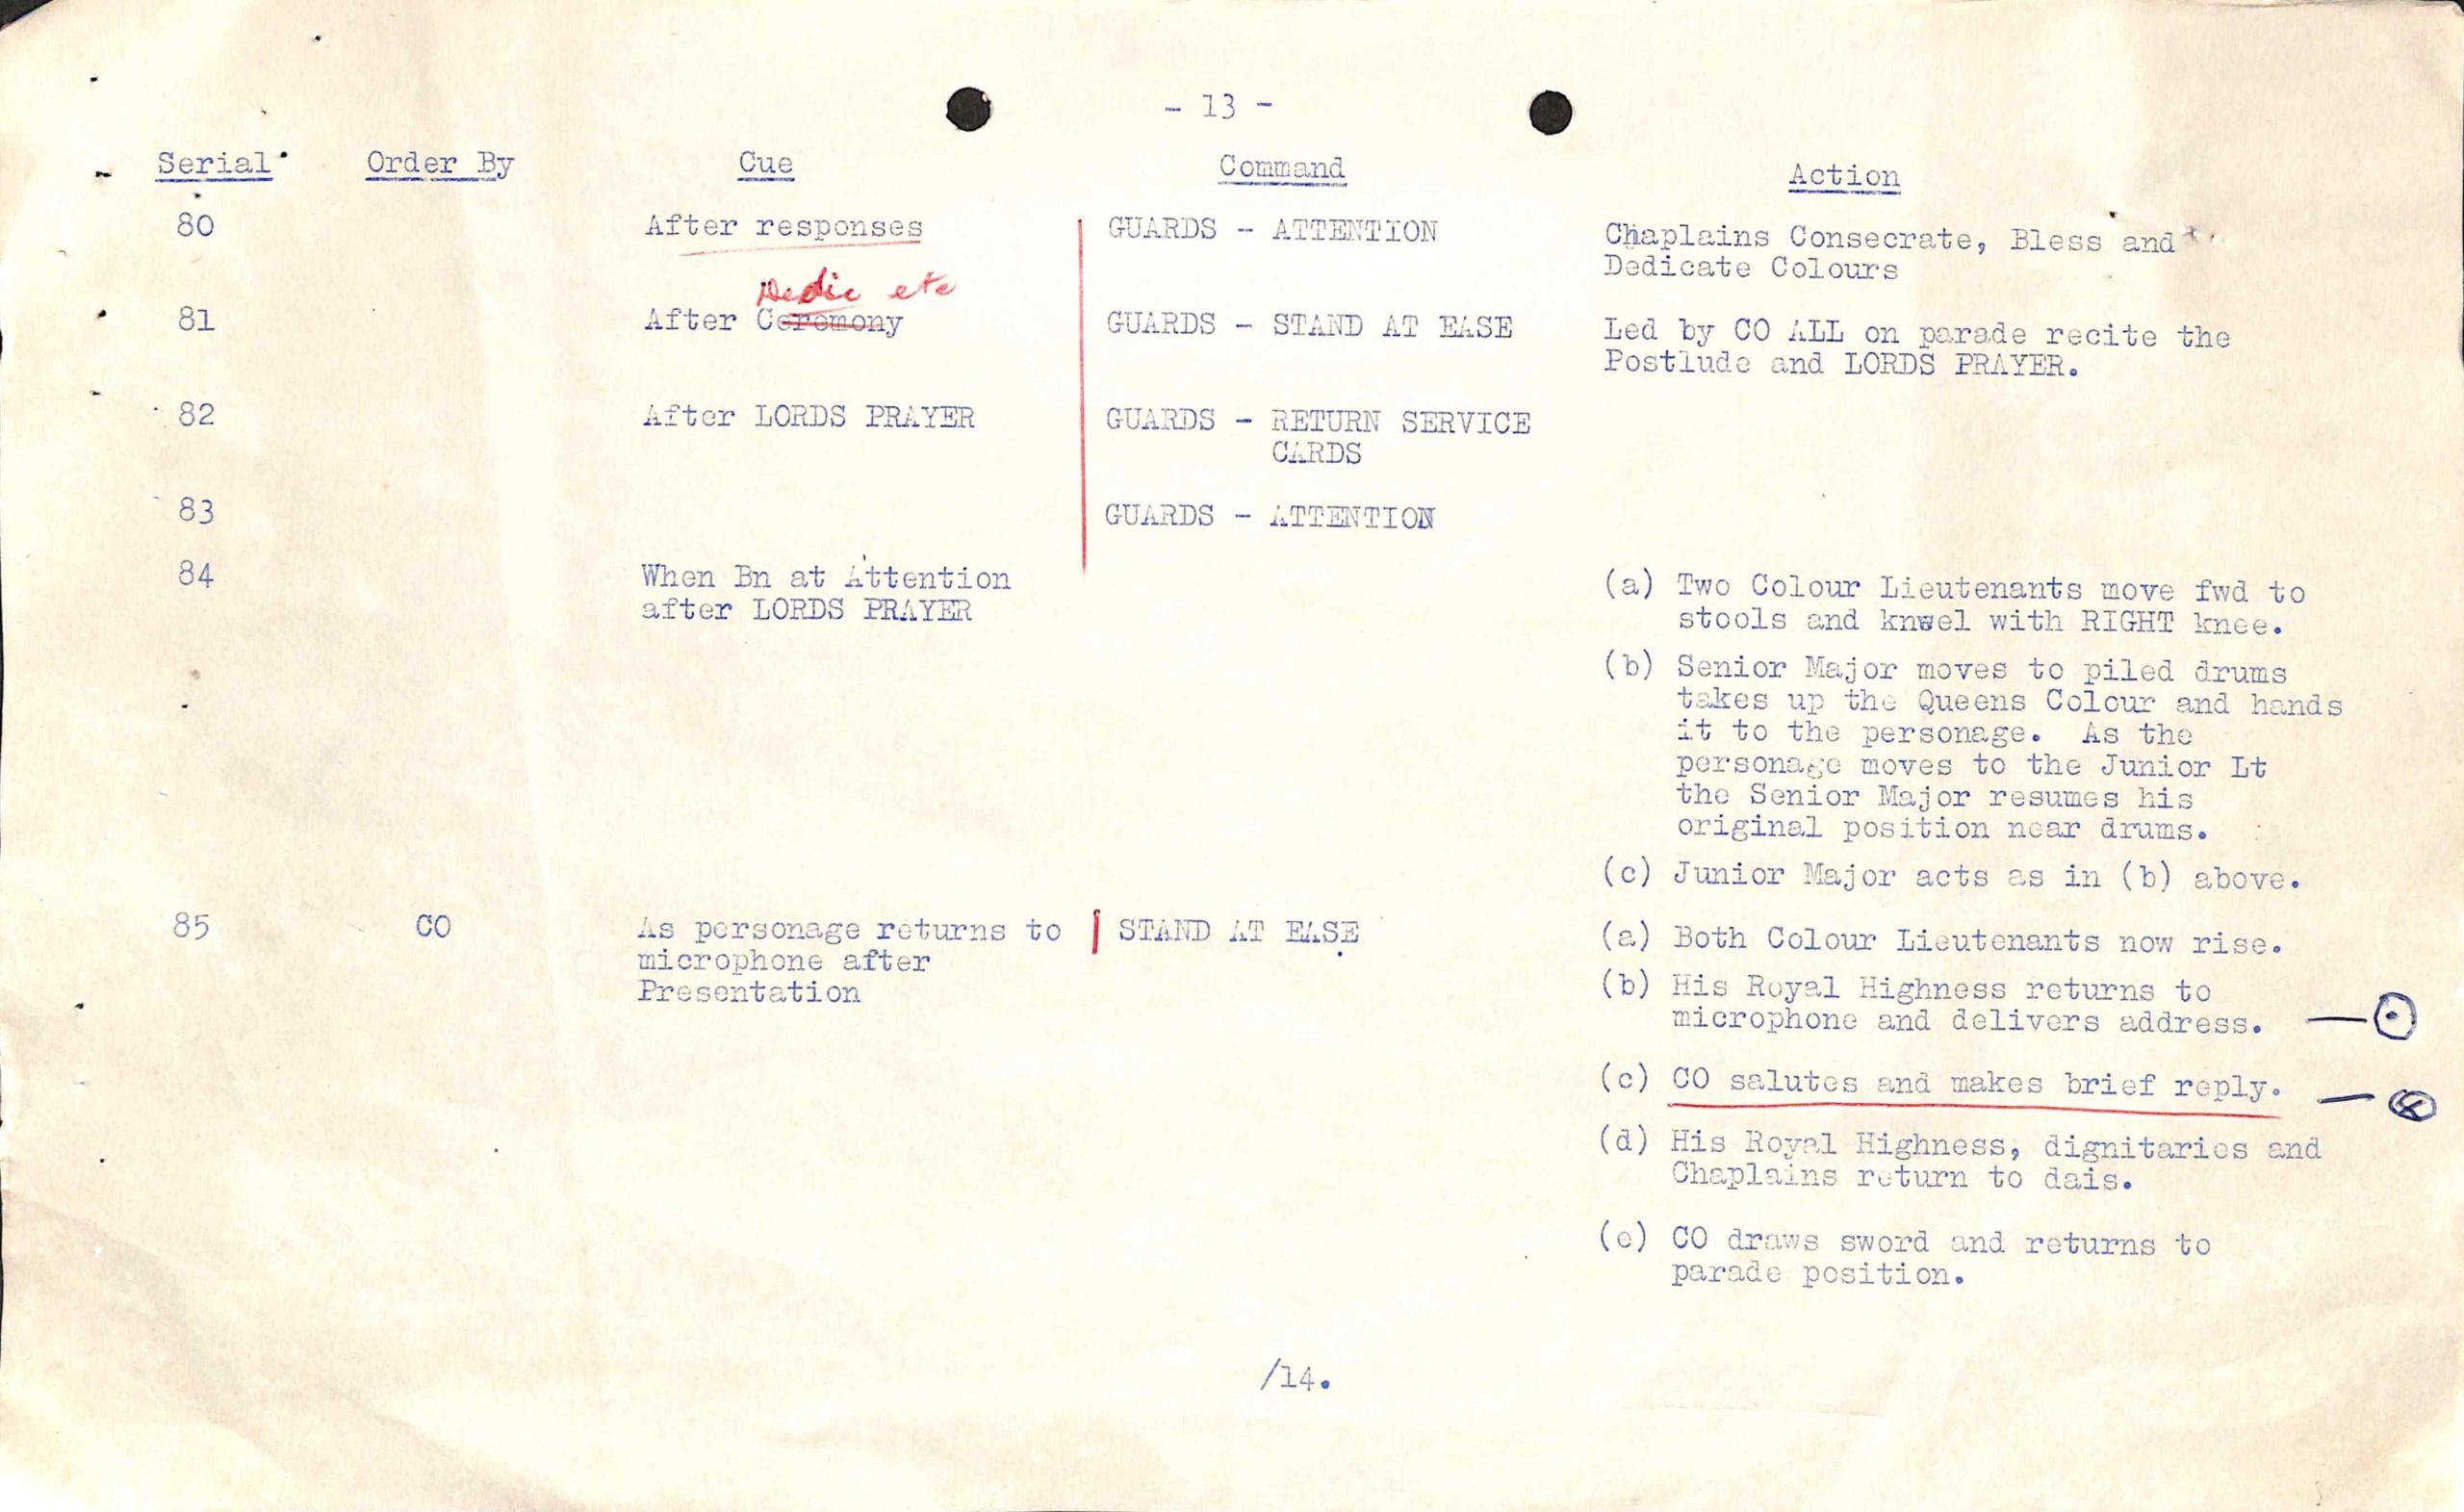 - 13 -
Serial Order By Cue Command Action
80 After responses GUARDS - ATTENTION Chaplains Consecrate, Bless and
Dedicate Colours
Dedic etc
81 After Ceremony GUARDS - STAND AT EASE Led by CO ALL on parade recite the
Postlude and LORDS PRAYER.
82 After LORDS PRAYER GUARDS - RETURN SERVICE
CARDS
83 GUARDS - ATTENTION
84 When Bn at Attention (a) Two Colour Lieutenants move fwd to
after LORDS PRAYER stools and kneel with RIGHT knee.
(b) Senior Major moves to piled drums
takes up the Queens Colour and hands
it to the personage. As the
personage moves to the Junior Lt
the Senior Major resumes his
original position near drums.
(c) Junior Major acts as in (b) above.
85 CO As personage returns to STAND AT EASE (a) Both Colour Lieutenants now rise.
microphone after (b) His Royal Highness returns to
Presentation microphone and delivers address.
(c) CO salutes and makes brief reply.
(d) His Royal Highness, dignitaries and
Chaplains return to dais.
(e) CO draws sword and returns to
parade position.
/14.